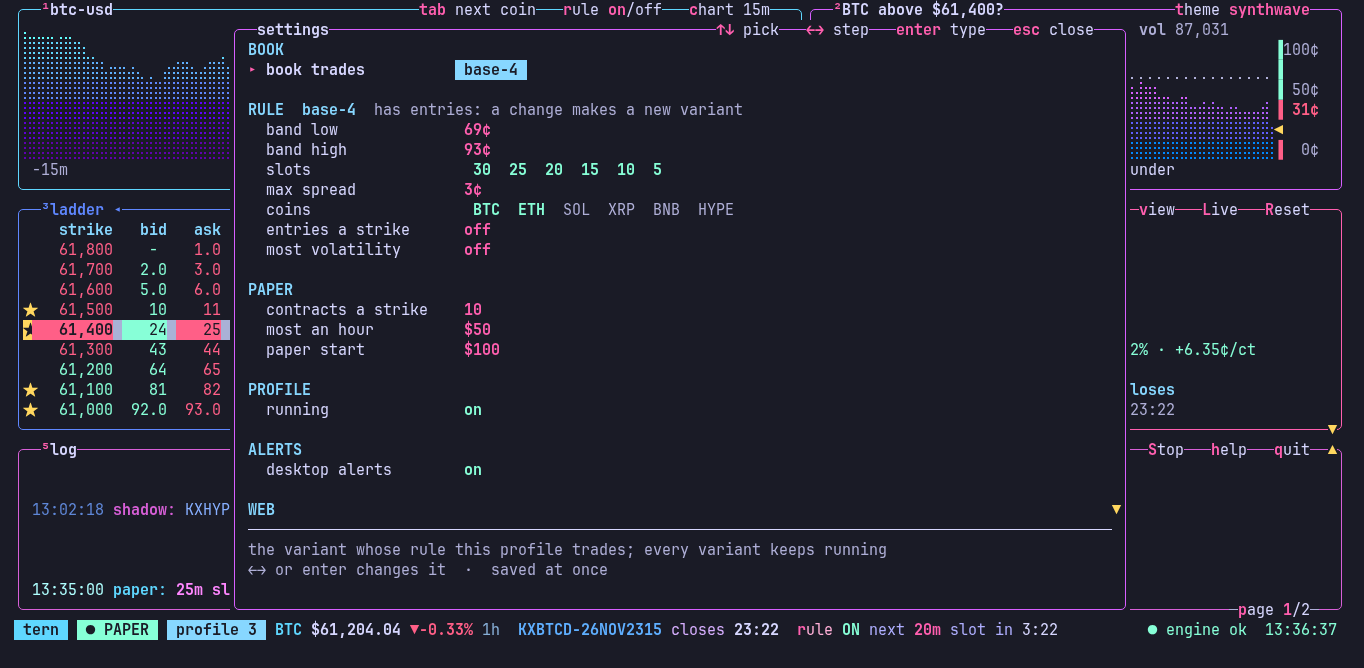 ¹btc-usd tab next coin rule on/off chart 15m ²BTC above $61,400? theme synthwave
settings ↑↓ pick ↔ step enter type esc close vol 87,031
BOOK 100¢
▸ book trades base-4
50¢
RULE base-4 has entries: a change makes a new variant 31¢
band low 69¢
band high 93¢ 0¢
-15m slots 30 25 20 15 10 5 under
max spread 3¢
³ladder ◂ coins BTC ETH SOL XRP BNB HYPE view Live Reset
strike bid ask entries a strike off
61,800 - 1.0 most volatility off
61,700 2.0 3.0
61,600 5.0 6.0 PAPER
★ 61,500 10 11 contracts a strike 10
★ 61,400 24 25 most an hour $50
61,300 43 44 paper start $100 2% · +6.35¢/ct
61,200 64 65
★ 61,100 81 82 PROFILE loses
★ 61,000 92.0 93.0 running on 23:22
⁵log ALERTS Stop help quit
desktop alerts on
13:02:18 shadow: KXHYP WEB
the variant whose rule this profile trades; every variant keeps running
↔ or enter changes it · saved at once
13:35:00 paper: 25m sl
page 1/2
tern ● PAPER profile 3 BTC $61,204.04 ▼-0.33% 1h KXBTCD-26NOV2315 closes 23:22 rule ON next 20m slot in 3:22 ● engine ok 13:36:37